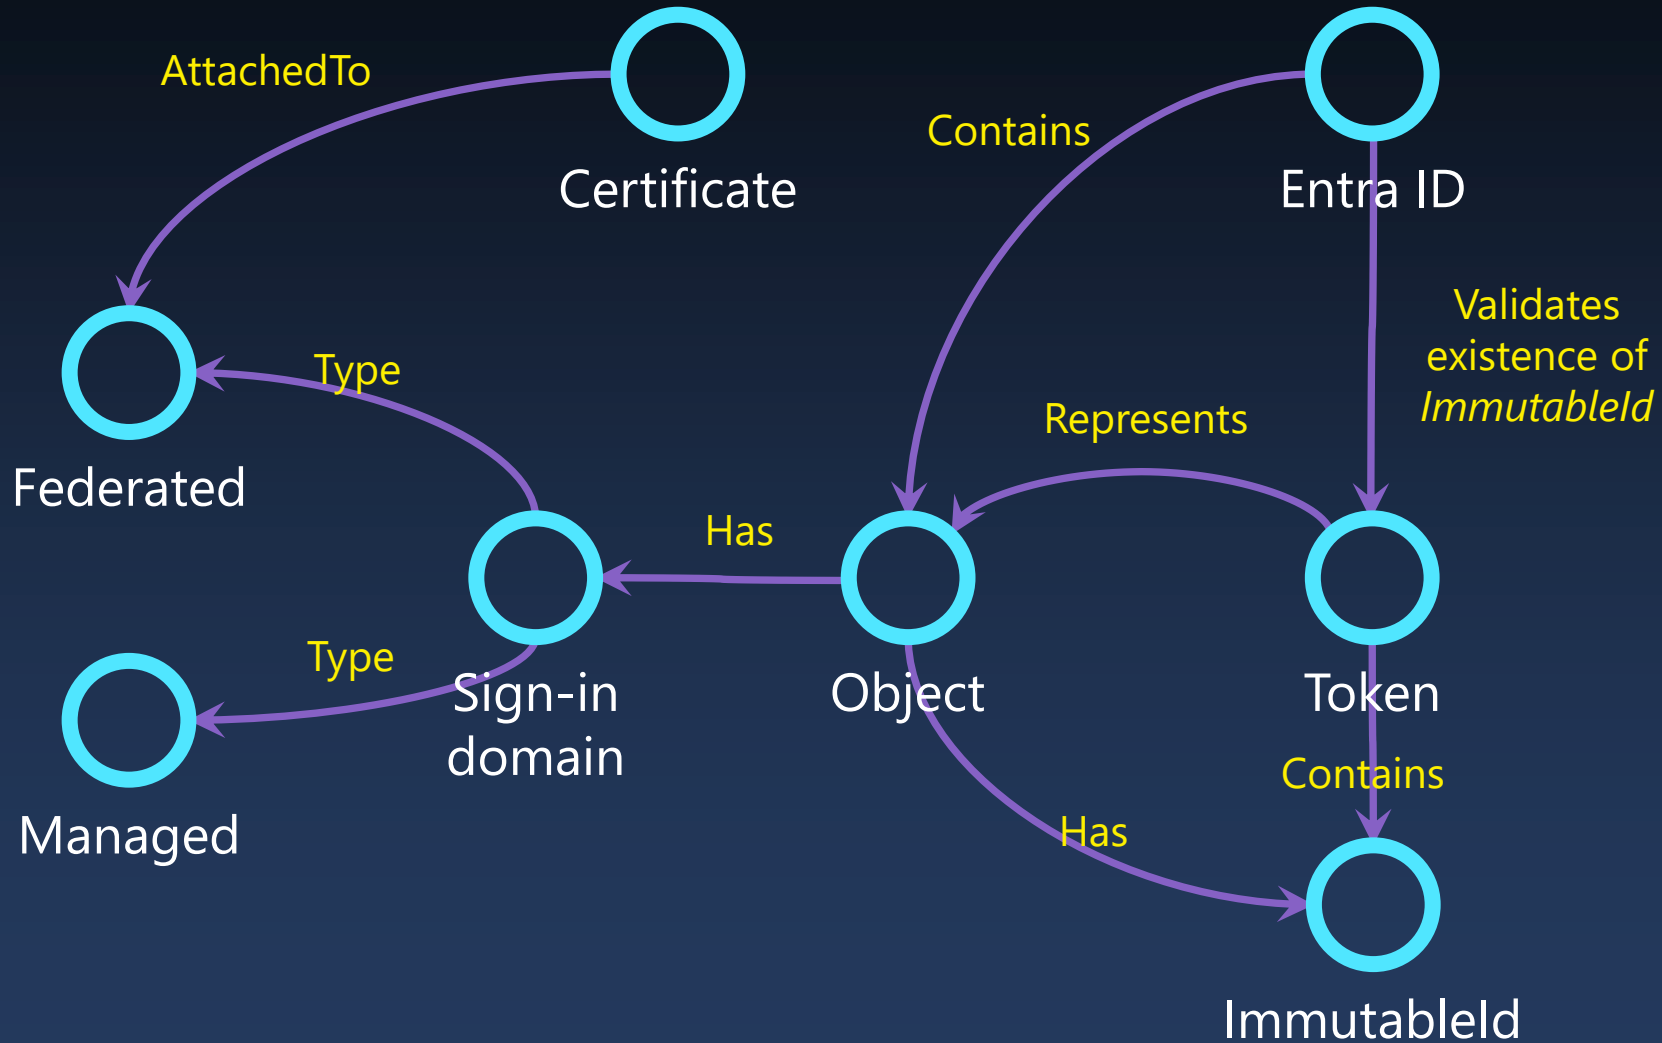 AttachedTo
Certificate
Contains
Entra ID
Validates
existence of
ImmutableId
Type
Represents
Federated
Has
Type
Sign-in
domain
Object
Token
Contains
Managed
Has
ImmutableId